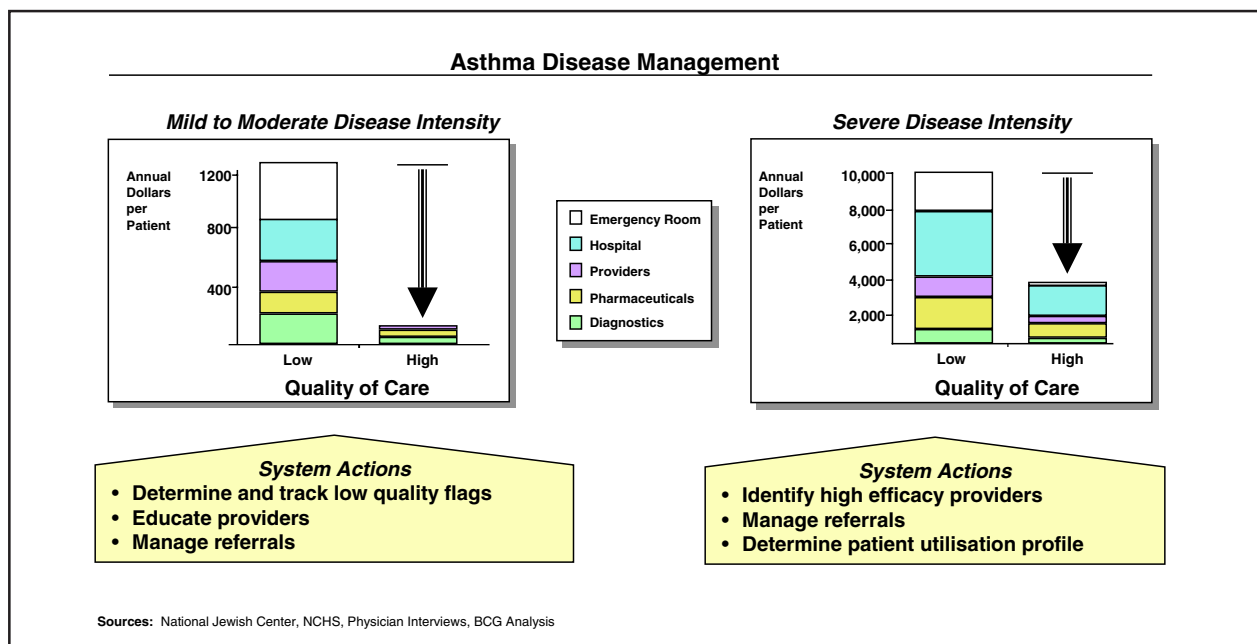 Asthma Disease Management
Mild to Moderate Disease Intensity
Annual
Dollars
per
Patient
1200
800
400
Low
High
Quality of Care
Emergency Room
Hospital
Providers
Pharmaceuticals
Diagnostics
Severe Disease Intensity
Annual
Dollars
per
Patient
10,000
8,000
6,000
4,000
2,000
Low
High
Quality of Care
System Actions
• Determine and track low quality flags
• Educate providers
• Manage referrals
System Actions
• Identify high efficacy providers
• Manage referrals
• Determine patient utilisation profile
Sources: National Jewish Center, NCHS, Physician Interviews, BCG Analysis